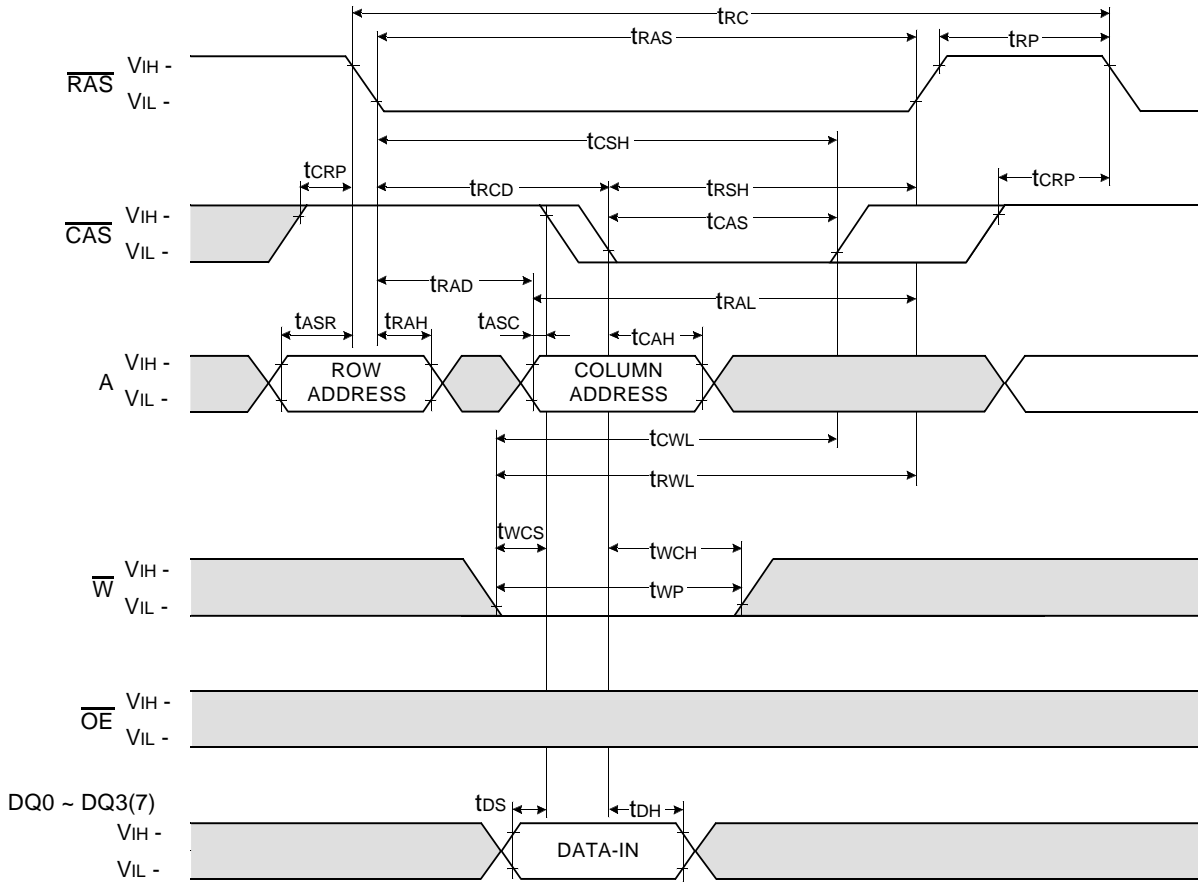 tRC
tRAS
tRP
RAS
VIH -
VIL -
tCSH
tCRP
tRCD
tRSH
tCRP
CAS
VIH -
VIL -
tCAS
tRAD
tRAL
tASR
tRAH
tASC
tCAH
A
VIH -
VIL -
ROW
ADDRESS
COLUMN
ADDRESS
tCWL
tRWL
tWCS
tWCH
W
VIH -
VIL -
tWP
OE
VIH -
VIL -
DQ0 ~ DQ3(7)
tDS
tDH
VIH -
VIL -
DATA-IN